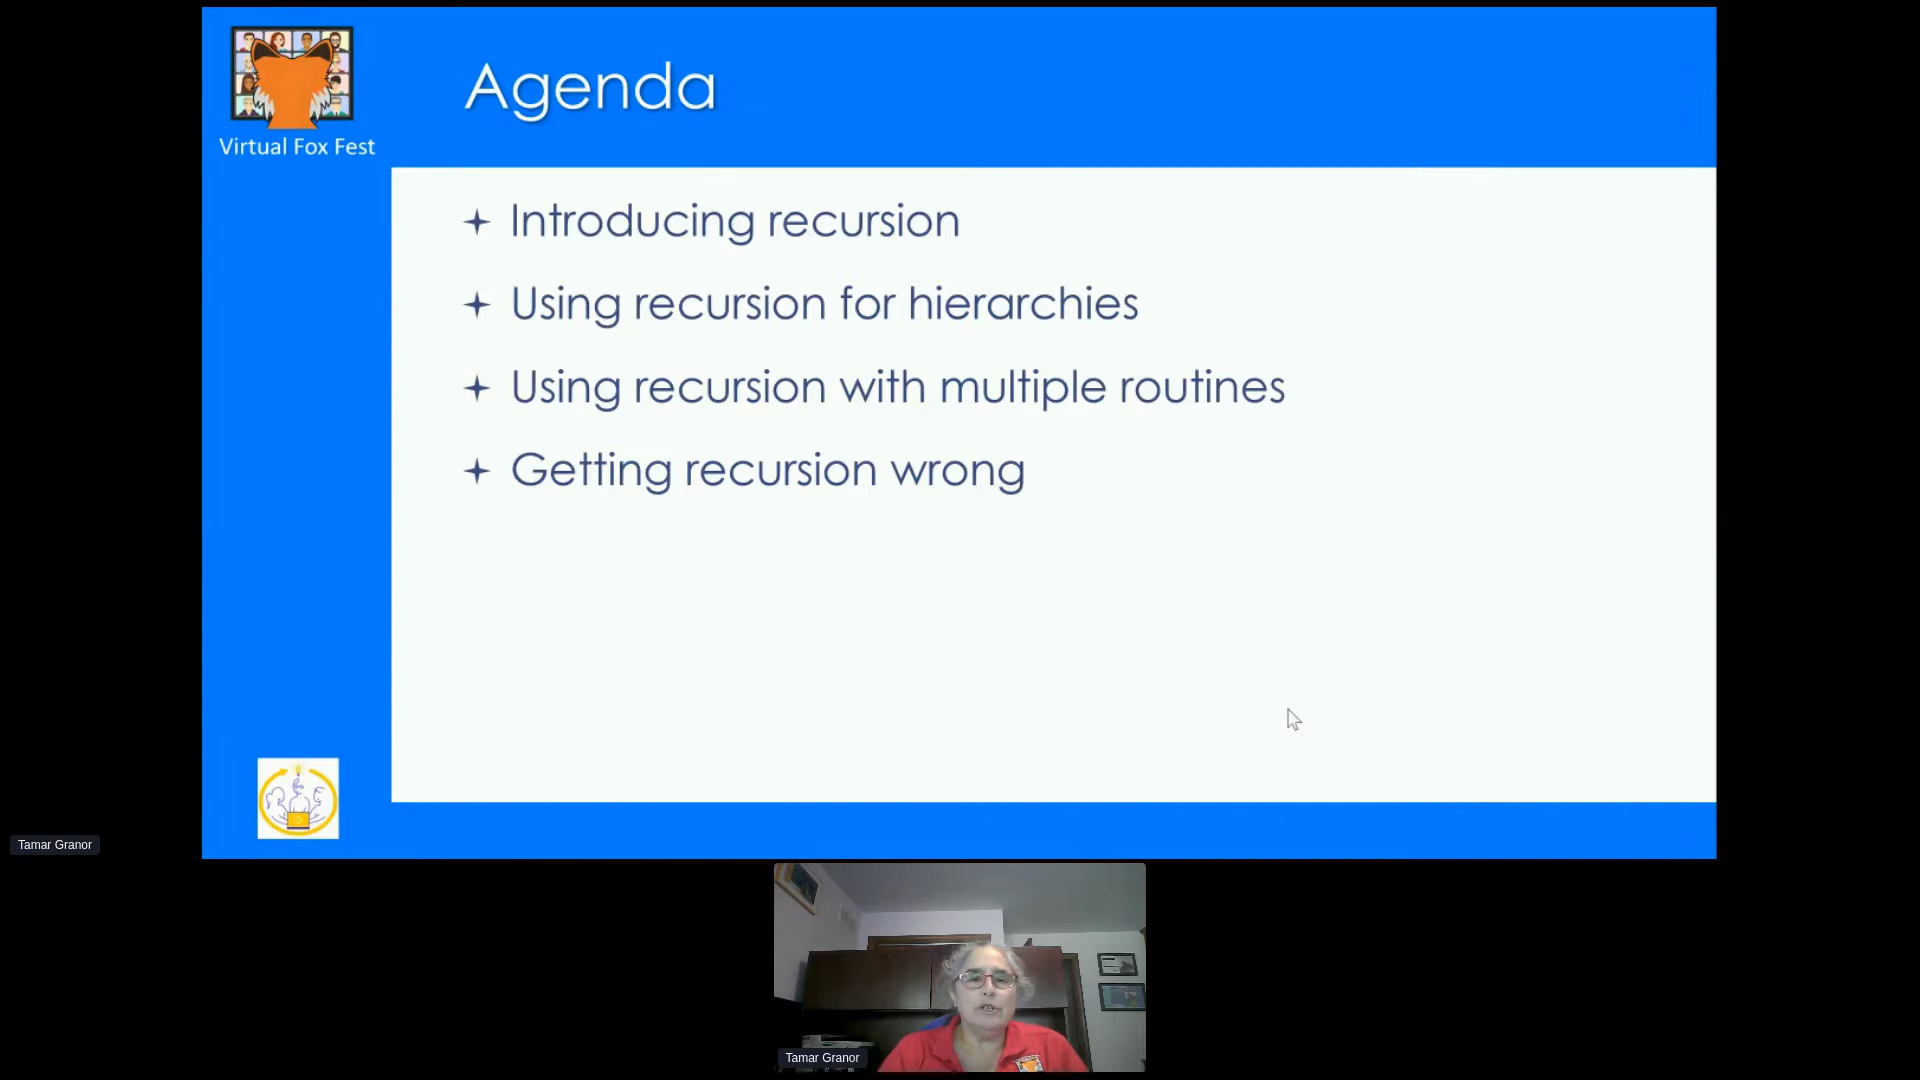 Virtual Fox Fest
Agenda
Introducing recursion
Using recursion for hierarchies
Using recursion with multiple routines
Getting recursion wrong
Tamar Granor
Tamar Granor